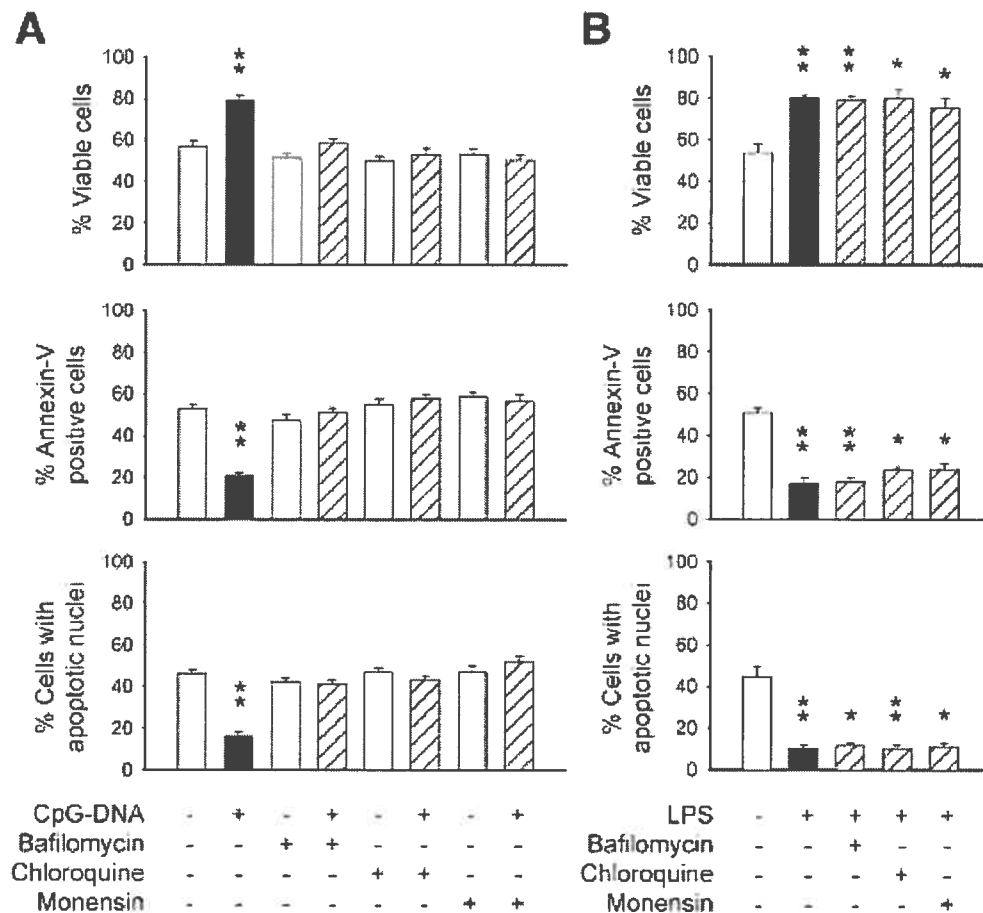 A
100
80
60
40
20
0
% Viable cells
**
100
80
60
40
20
0
% Annexin-V
positive cells
**
100
80
60
40
20
0
% Cells with
apoptotic nuclei
**
CpG-DNA - + - + - + - +
Bafilomycin - - + + - - - -
Chloroquine - - - - + + - -
Monensin - - - - - - + +
B
100
80
60
40
20
0
% Viable cells
** ** * *
100
80
60
40
20
0
% Annexin-V
positive cells
** ** * *
100
80
60
40
20
0
% Cells with
apoptotic nuclei
** * ** *
LPS - + + + +
Bafilomycin - - + - -
Chloroquine - - - + -
Monensin - - - - +